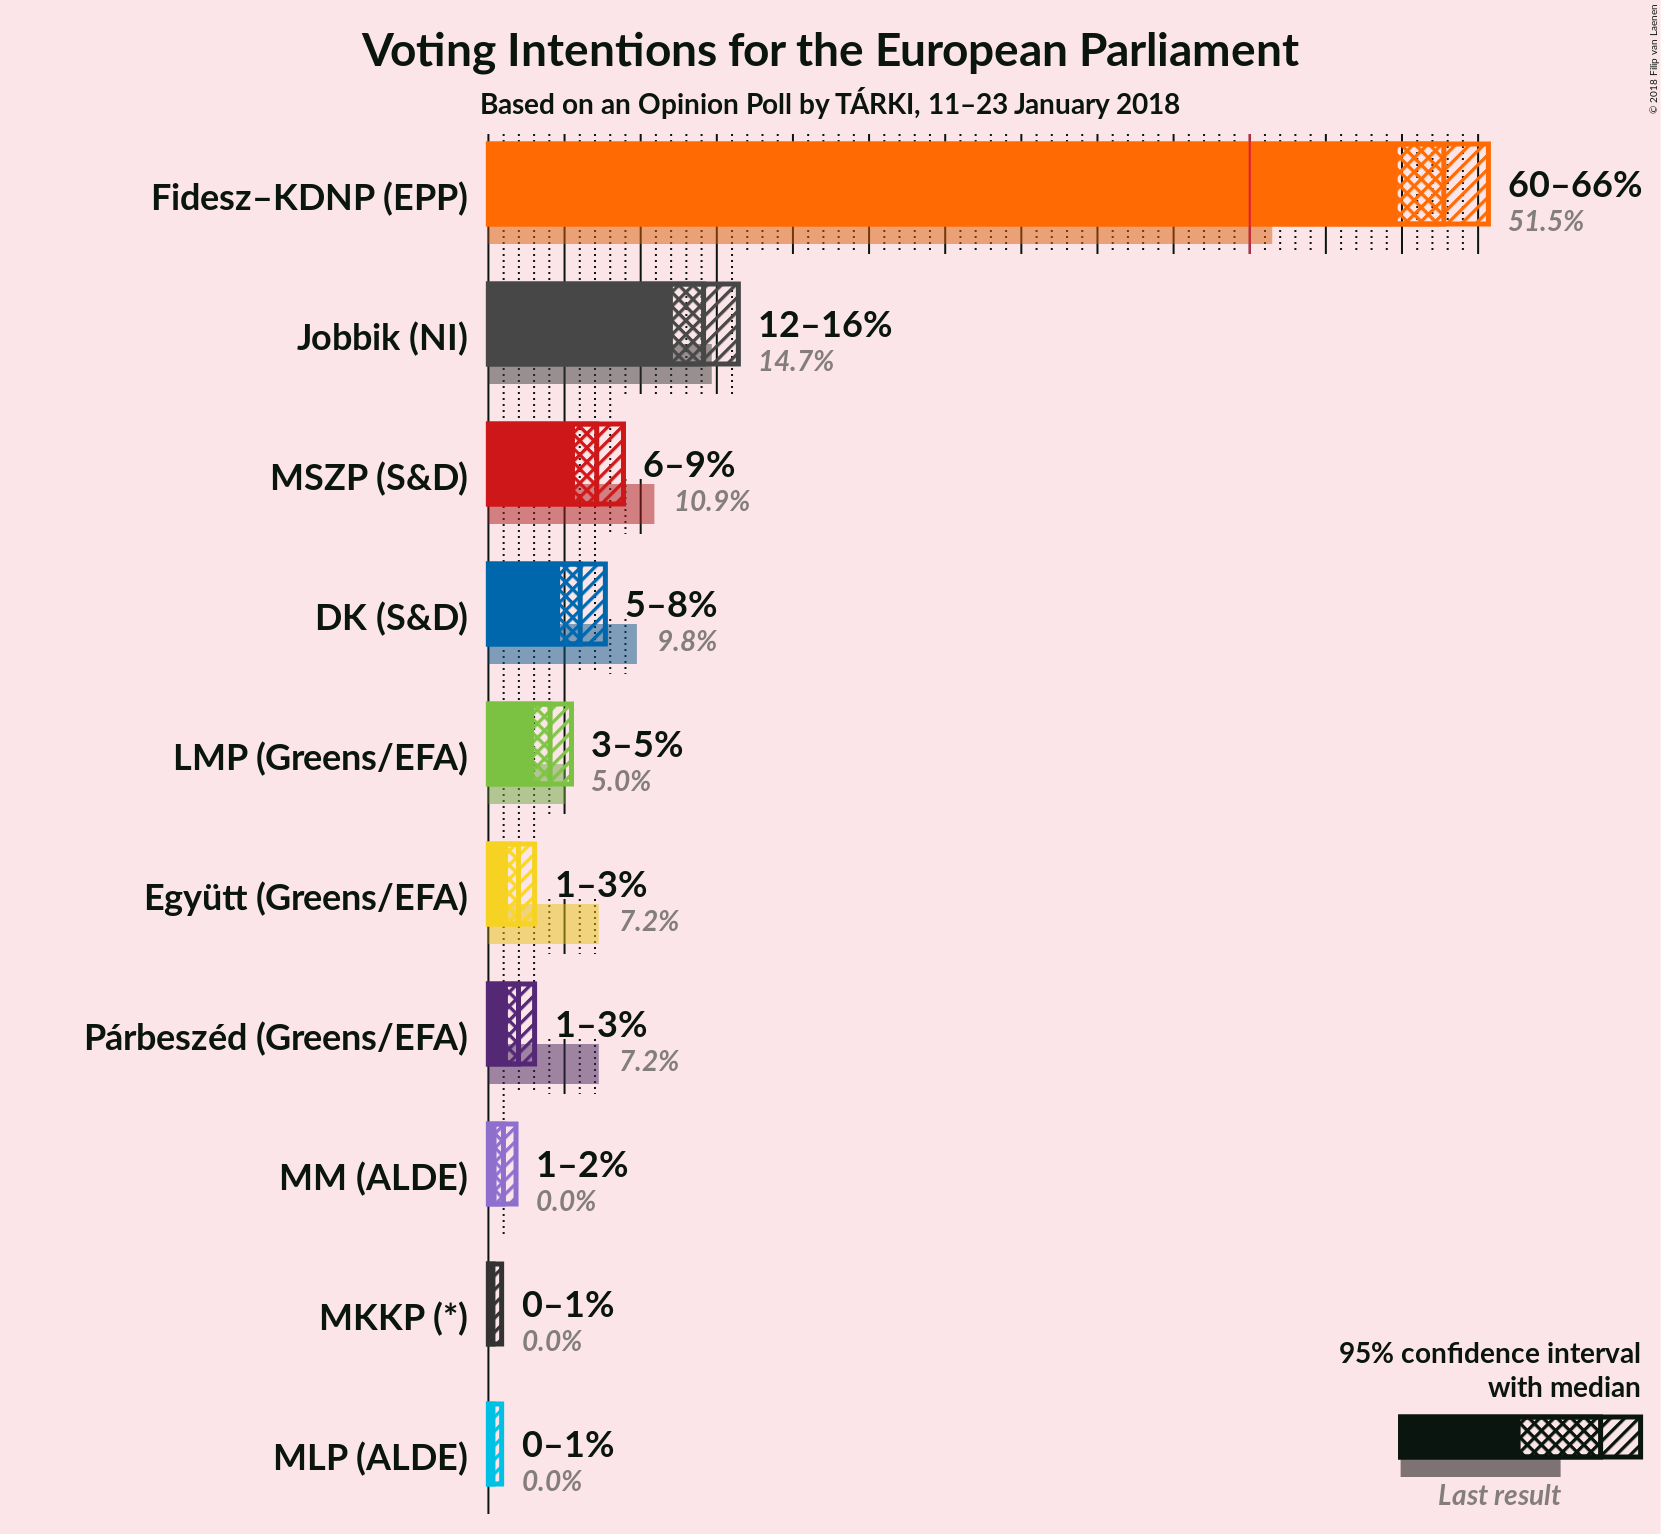 Voting Intentions for the European Parliament
Based on an Opinion Poll by TÁRKI, 11–23 January 2018
© 2018 Filip van Laenen
Fidesz–KDNP (EPP)
60–66%
51.5%
Jobbik (NI)
12–16%
14.7%
MSZP (S&D)
6–9%
10.9%
DK (S&D)
5–8%
9.8%
LMP (Greens/EFA)
3–5%
5.0%
Együtt (Greens/EFA)
1–3%
7.2%
Párbeszéd (Greens/EFA)
1–3%
7.2%
MM (ALDE)
1–2%
0.0%
MKKP (*)
0–1%
0.0%
MLP (ALDE)
0–1%
0.0%
95% confidence interval
with median
Last result